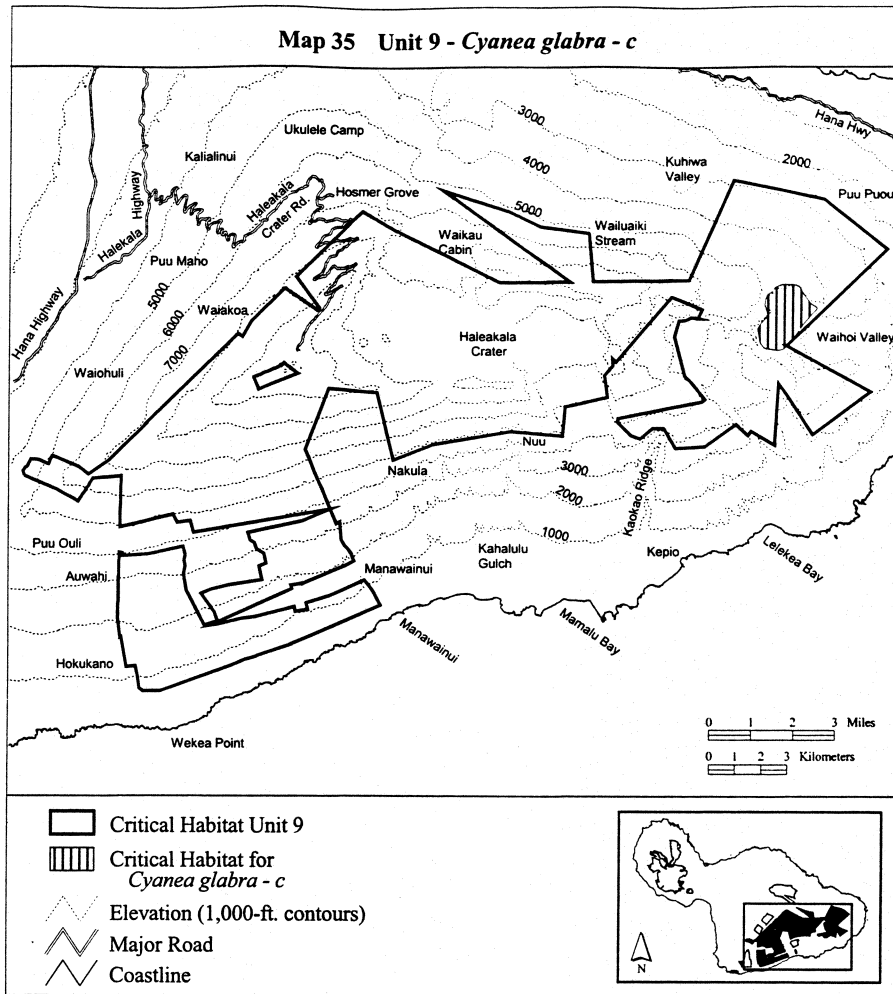 Map 35 Unit 9 - Cyanea glabra - c
Hana Hwy
3000
Ukulele Camp
Kalialinui
4000
Kuhiwa
Valley
2000
Highway
Haleakala
Crater Rd.
Hosmer Grove
Puu Puou
5000
Halekala
Waikau
Cabin
Wailuaiki
Stream
Puu Maho
5000
6000
7000
Waiakoa
Hana Highway
Haleakala
Crater
Waihoi Valley
Waiohuli
Nuu
Nakula
3000
2000
1000
Kaokao Ridge
Puu Ouli
Auwahi
Manawainui
Kahalulu
Gulch
Kepio
Lelekea Bay
Manawainui
Mamalu Bay
Hokukano
Wekea Point
0 1 2 3 Miles
0 1 2 3 Kilometers
Critical Habitat Unit 9
Critical Habitat for
Cyanea glabra - c
Elevation (1,000-ft. contours)
Major Road
Coastline
N